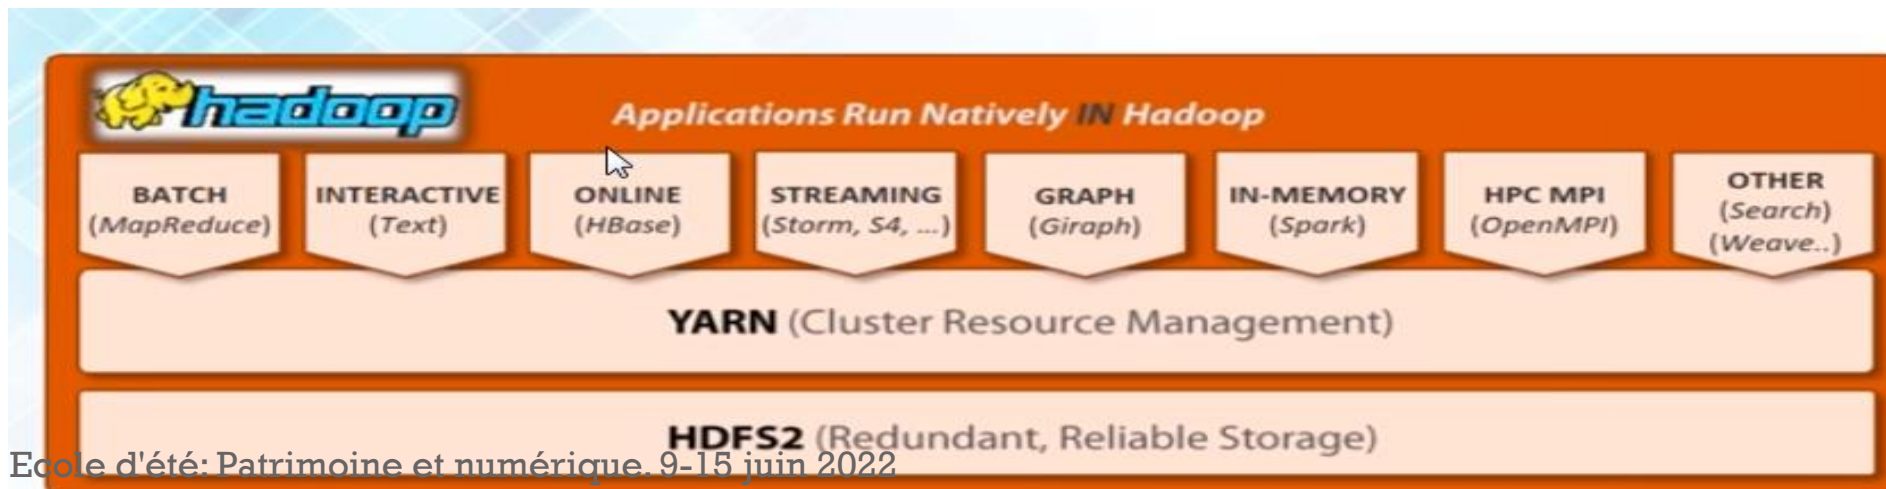 hadoop
Applications Run Natively IN Hadoop
BATCH
(MapReduce)
INTERACTIVE
(Text)
ONLINE
(HBase)
STREAMING
(Storm, S4, ...)
GRAPH
(Giraph)
IN-MEMORY
(Spark)
HPC MPI
(OpenMPI)
OTHER
(Search)
(Weave..)
YARN (Cluster Resource Management)
HDFS2 (Redundant, Reliable Storage)
Ecole d'été: Patrimoine et numérique. 9-15 juin 2022